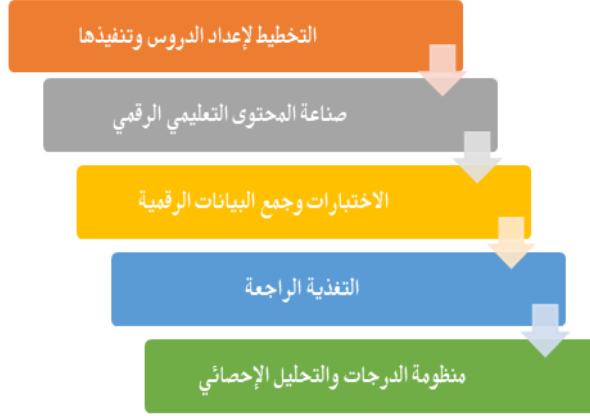 التخطيط لإعداد الدروس وتنفيذها
صناعة المحتوى التعليمي الرقمي
الاختبارات وجمع البيانات الرقمية
التغذية الراجعة
منظومة الدرجات والتحليل الإحصائي